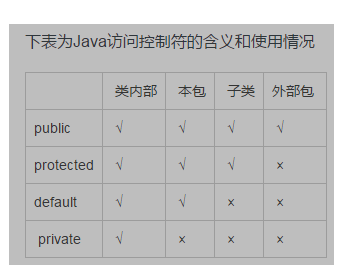 下表为Java访问控制符的含义和使用情况
类内部 本包 子类 外部包
public √ √ √ √
protected √ √ √ ×
default √ √ × ×
private √ × × ×